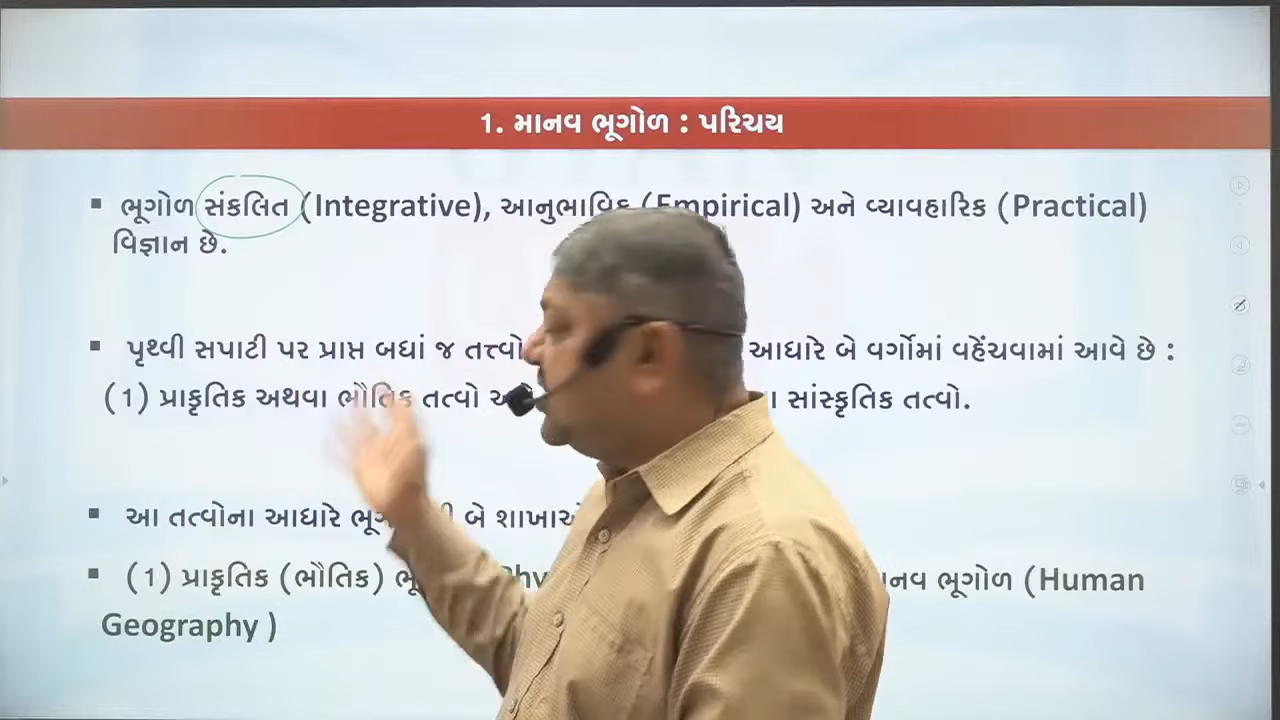 1. માનવ ભૂગોળ : પરિચય
▪ ભૂગોળ સંકલિત (Integrative), આનુભાવિક (Empirical) અને વ્યાવહારિક (Practical)
વિજ્ઞાન છે.
▪ પૃથ્વી સપાટી પર પ્રાપ્ત બધાં જ તત્ત્વો આધારે બે વર્ગોમાં વહેંચવામાં આવે છે :
(1) પ્રાકૃતિક અથવા ભૌતિક તત્વો સાંસ્કૃતિક તત્વો.
▪ આ તત્વોના આધારે બે
▪ (1) પ્રાકૃતિક (ભૌતિક) ભૂગોળ (Human
Geography )